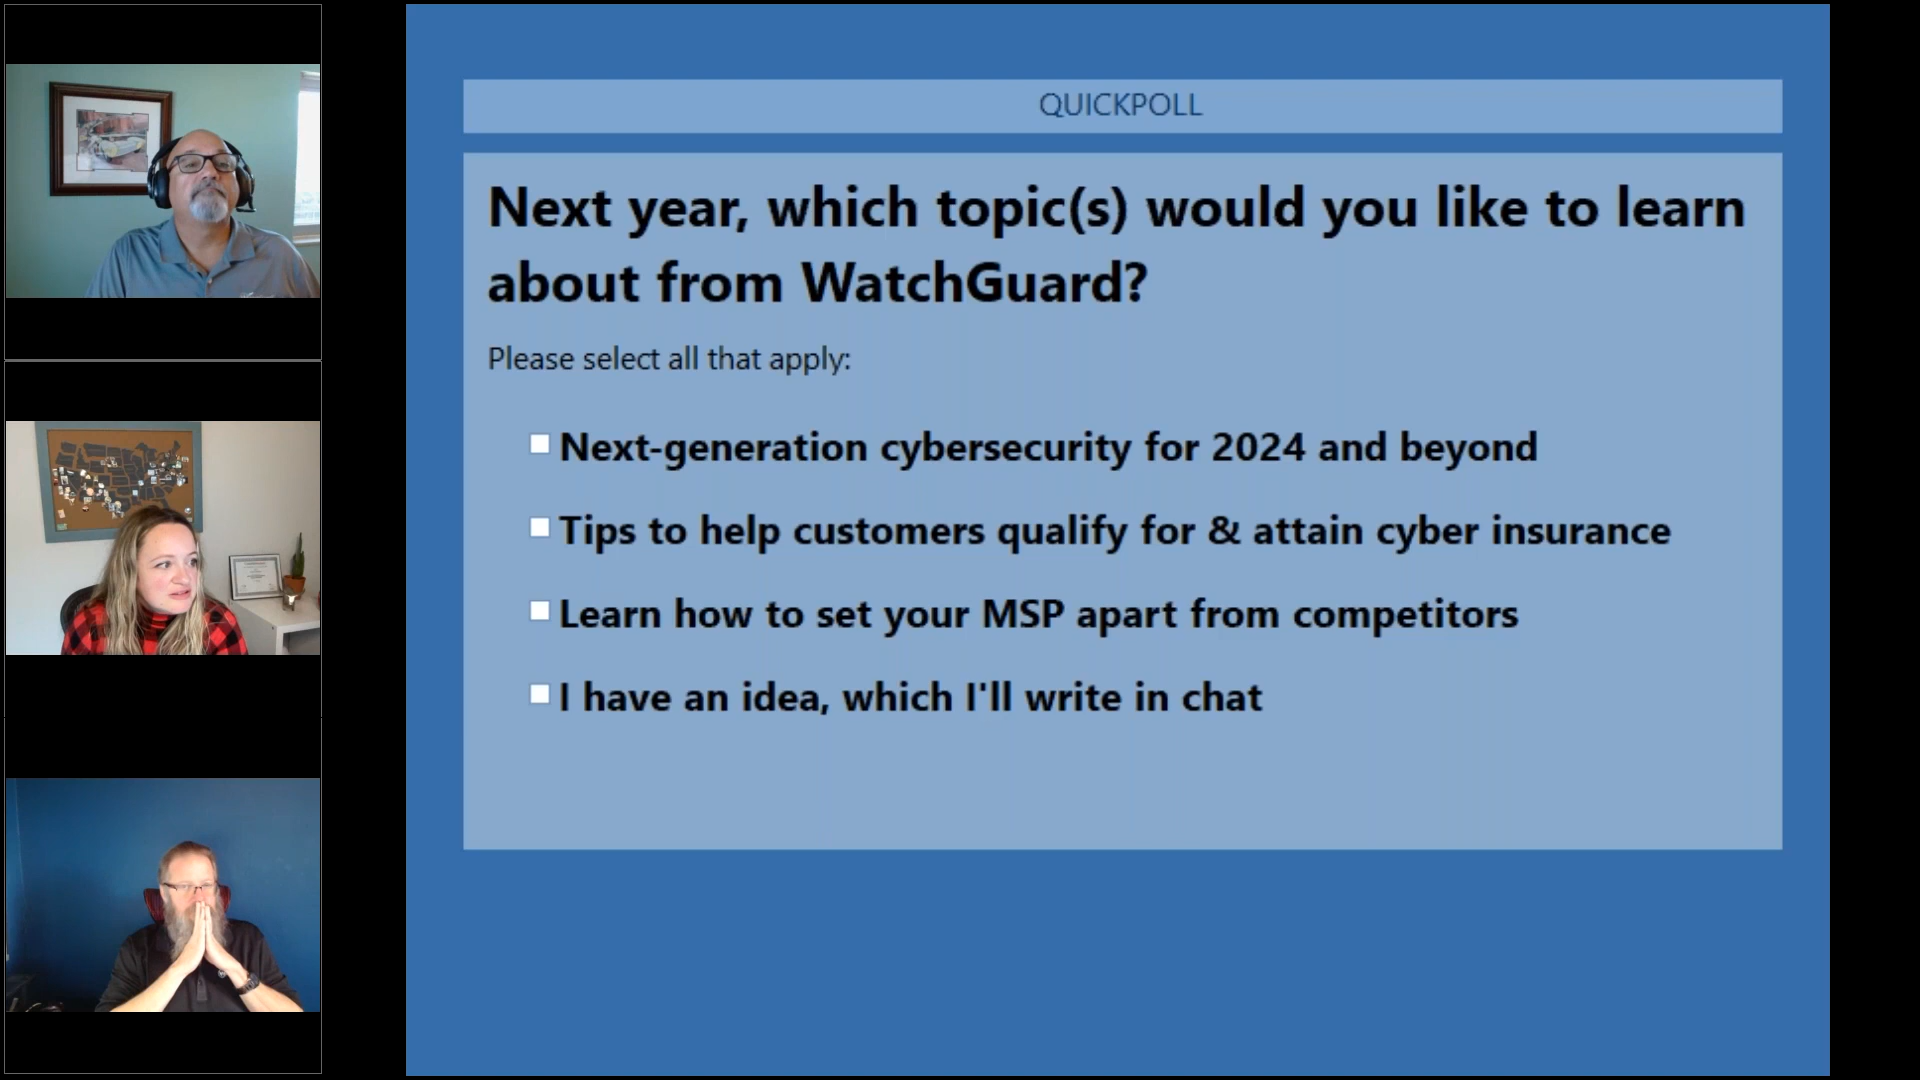 QUICKPOLL
Next year, which topic(s) would you like to learn
about from WatchGuard?
Please select all that apply:
Next-generation cybersecurity for 2024 and beyond
Tips to help customers qualify for & attain cyber insurance
Learn how to set your MSP apart from competitors
I have an idea, which I'll write in chat